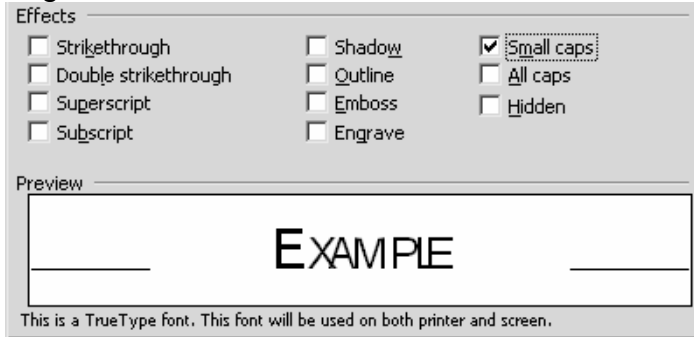 Effects
Strikethrough Shadow Small caps
Double strikethrough Outline All caps
Superscript Emboss Hidden
Subscript Engrave
Preview
EXAMPLE
This is a TrueType font. This font will be used on both printer and screen.